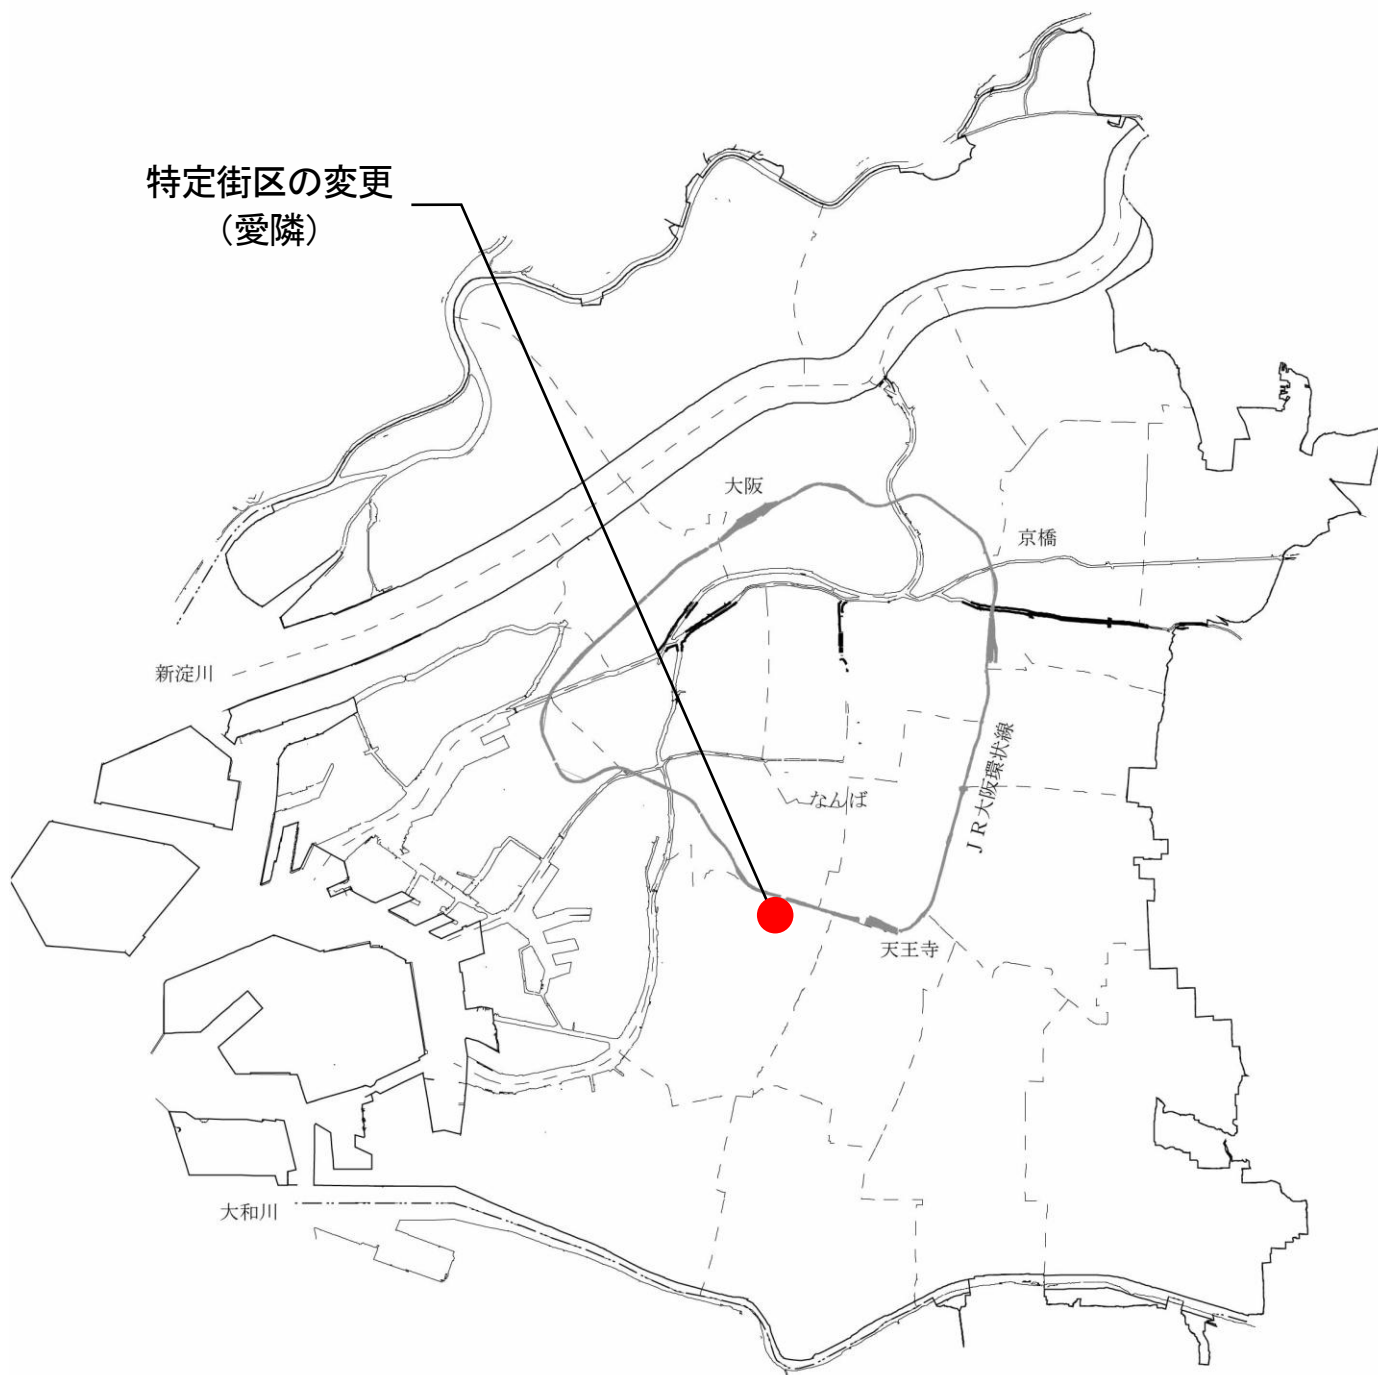 特定街区の変更
（愛隣）
大阪
京橋
新淀川
ＪＲ大阪環状線
なんば
天王寺
大和川